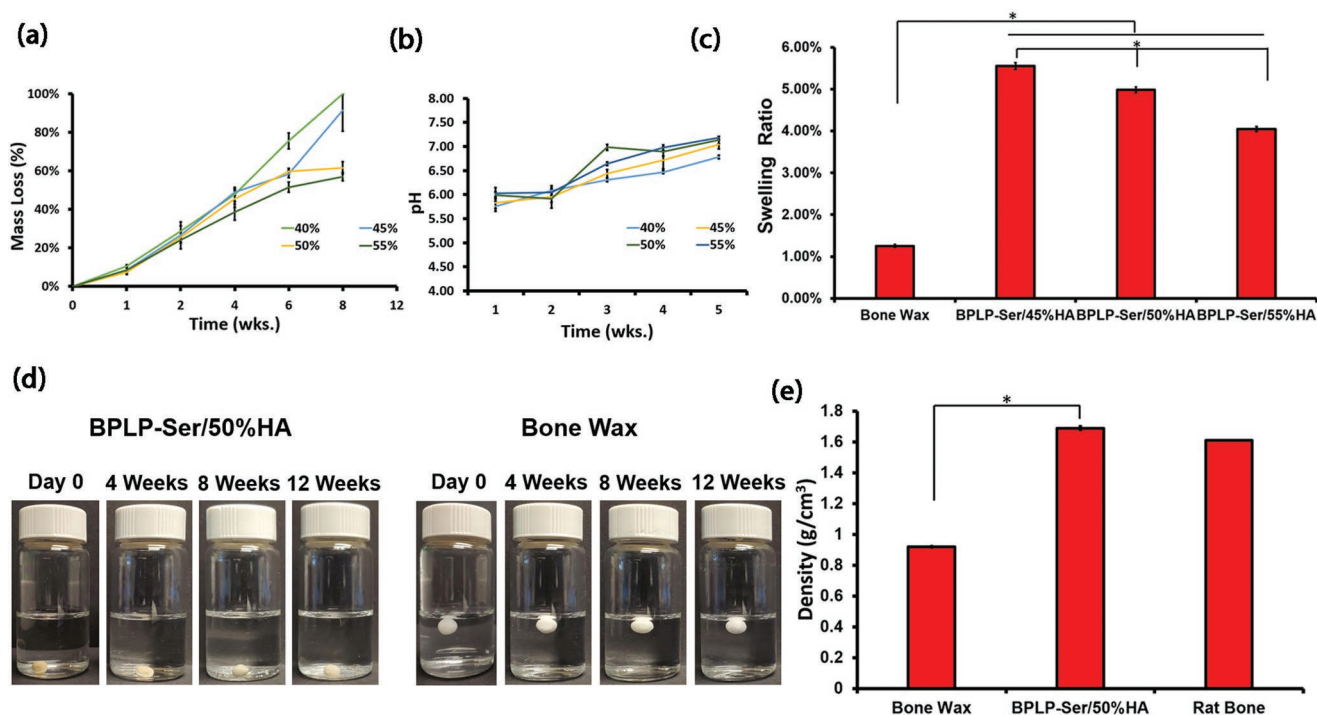 (a)
100%
80%
60%
40%
20%
0%
Mass Loss (%)
0 1 2 4 6 8 12
Time (wks.)
40% 45%
50% 55%
(b)
8.00
7.50
7.00
6.50
6.00
5.50
5.00
4.50
4.00
pH
1 2 3 4 5
Time (wks.)
40% 45%
50% 55%
(c)
*
*
6.00%
5.00%
4.00%
3.00%
2.00%
1.00%
0.00%
Swelling Ratio
Bone Wax BPLP-Ser/45%HA BPLP-Ser/50%HA BPLP-Ser/55%HA
(d)
BPLP-Ser/50%HA
Day 0 4 Weeks 8 Weeks 12 Weeks
Bone Wax
Day 0 4 Weeks 8 Weeks 12 Weeks
(e)
*
1.8
1.6
1.4
1.2
1
0.8
0.6
0.4
0.2
0
Density (g/cm³)
Bone Wax BPLP-Ser/50%HA Rat Bone